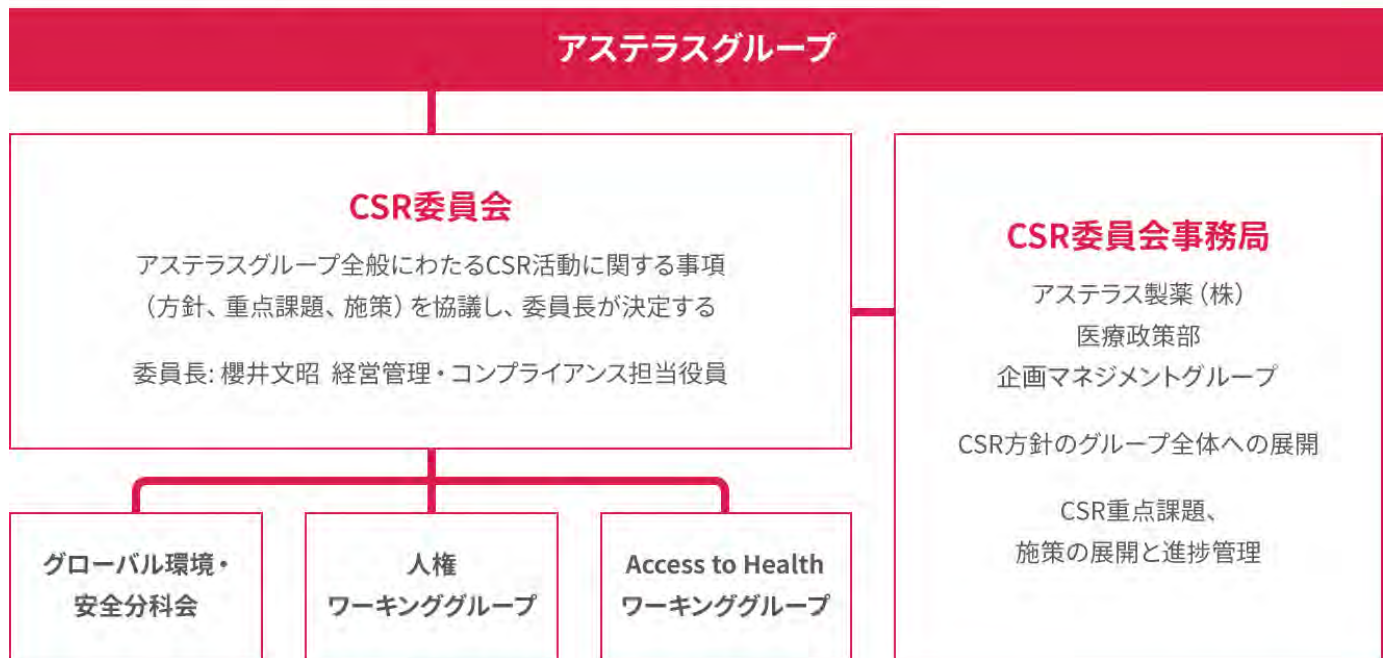 アステラスグループ
CSR委員会
アステラスグループ全般にわたるCSR活動に関する事項
（方針、重点課題、施策）を協議し、委員長が決定する
委員長: 櫻井文昭 経営管理・コンプライアンス担当役員
CSR委員会事務局
アステラス製薬（株）
医療政策部
企画マネジメントグループ
CSR方針のグループ全体への展開
CSR重点課題、
施策の展開と進捗管理
グローバル環境・
安全分科会
人権
ワーキンググループ
Access to Health
ワーキンググループ